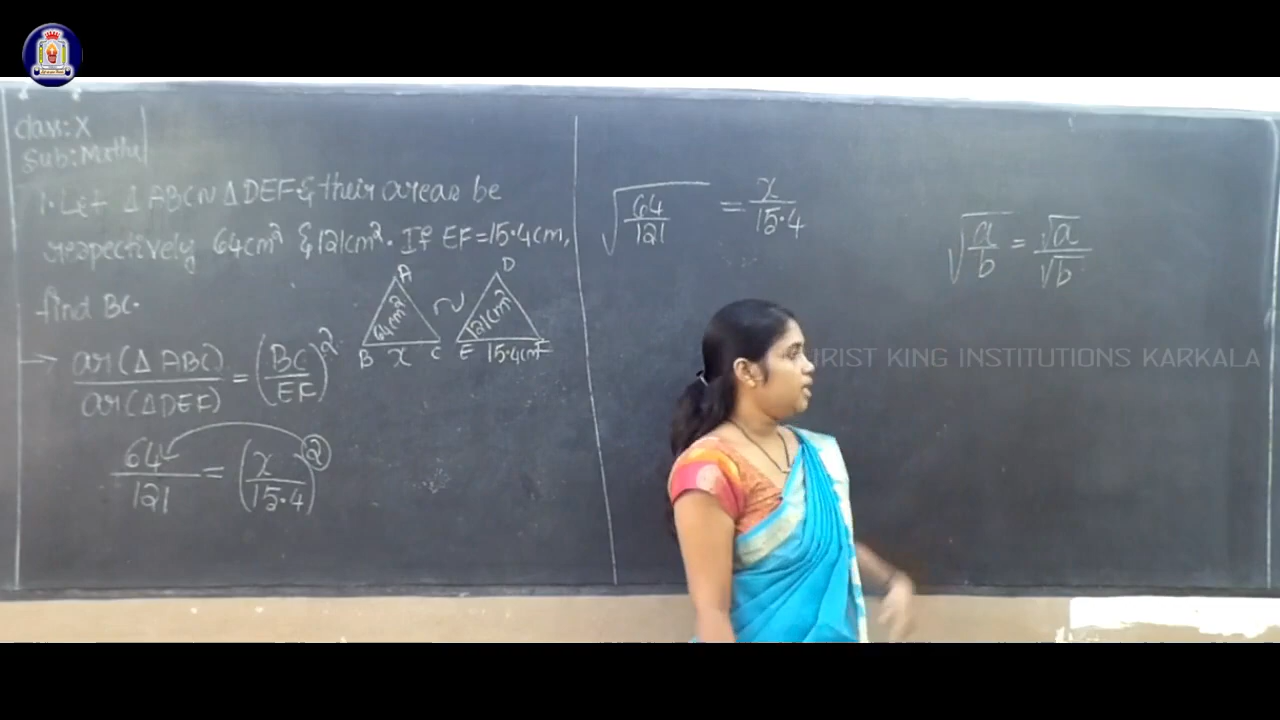 Class: X
Sub: Maths
1. Let △ ABC ~ △ DEF & their areas be
respectively 64cm² & 121cm². If EF = 15.4cm,
find BC.
A
64cm²
B x C
~
D
121cm²
E 15.4cm F
→ ar(△ ABC) / ar(△DEF) = (BC/EF)²
64/121 = (x/15.4)²
√(64/121) = x/15.4
√(a/b) = √a/√b
URIST KING INSTITUTIONS KARKALA